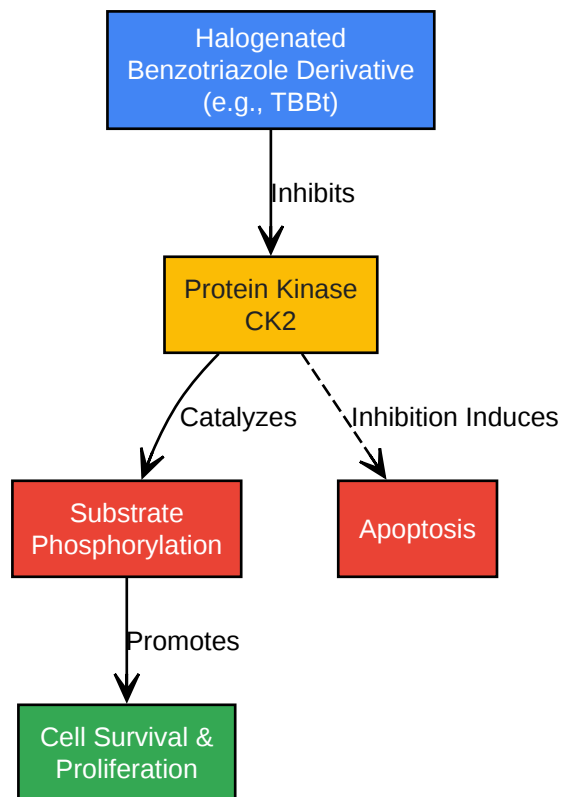 Halogenated
Benzotriazole Derivative
(e.g., TBBt)
Inhibits
Protein Kinase
CK2
Catalyzes
Inhibition Induces
Substrate
Phosphorylation
Apoptosis
Promotes
Cell Survival &
Proliferation